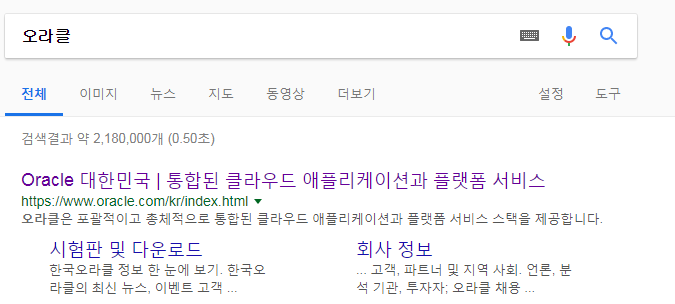 오라클
전체 이미지 뉴스 지도 동영상 더보기 설정 도구
검색결과 약 2,180,000개 (0.50초)
Oracle 대한민국 | 통합된 클라우드 애플리케이션과 플랫폼 서비스
https://www.oracle.com/kr/index.html
오라클은 포괄적이고 총체적으로 통합된 클라우드 애플리케이션과 플랫폼 서비스 스택을 제공합니다.
시험판 및 다운로드 회사 정보
한국오라클 정보 한 눈에 보기. 한국오 ... 고객, 파트너 및 지역 사회. 언론, 분
라클의 최신 뉴스, 이벤트 고객 ... 석 기관, 투자자; 오라클 채용 ...